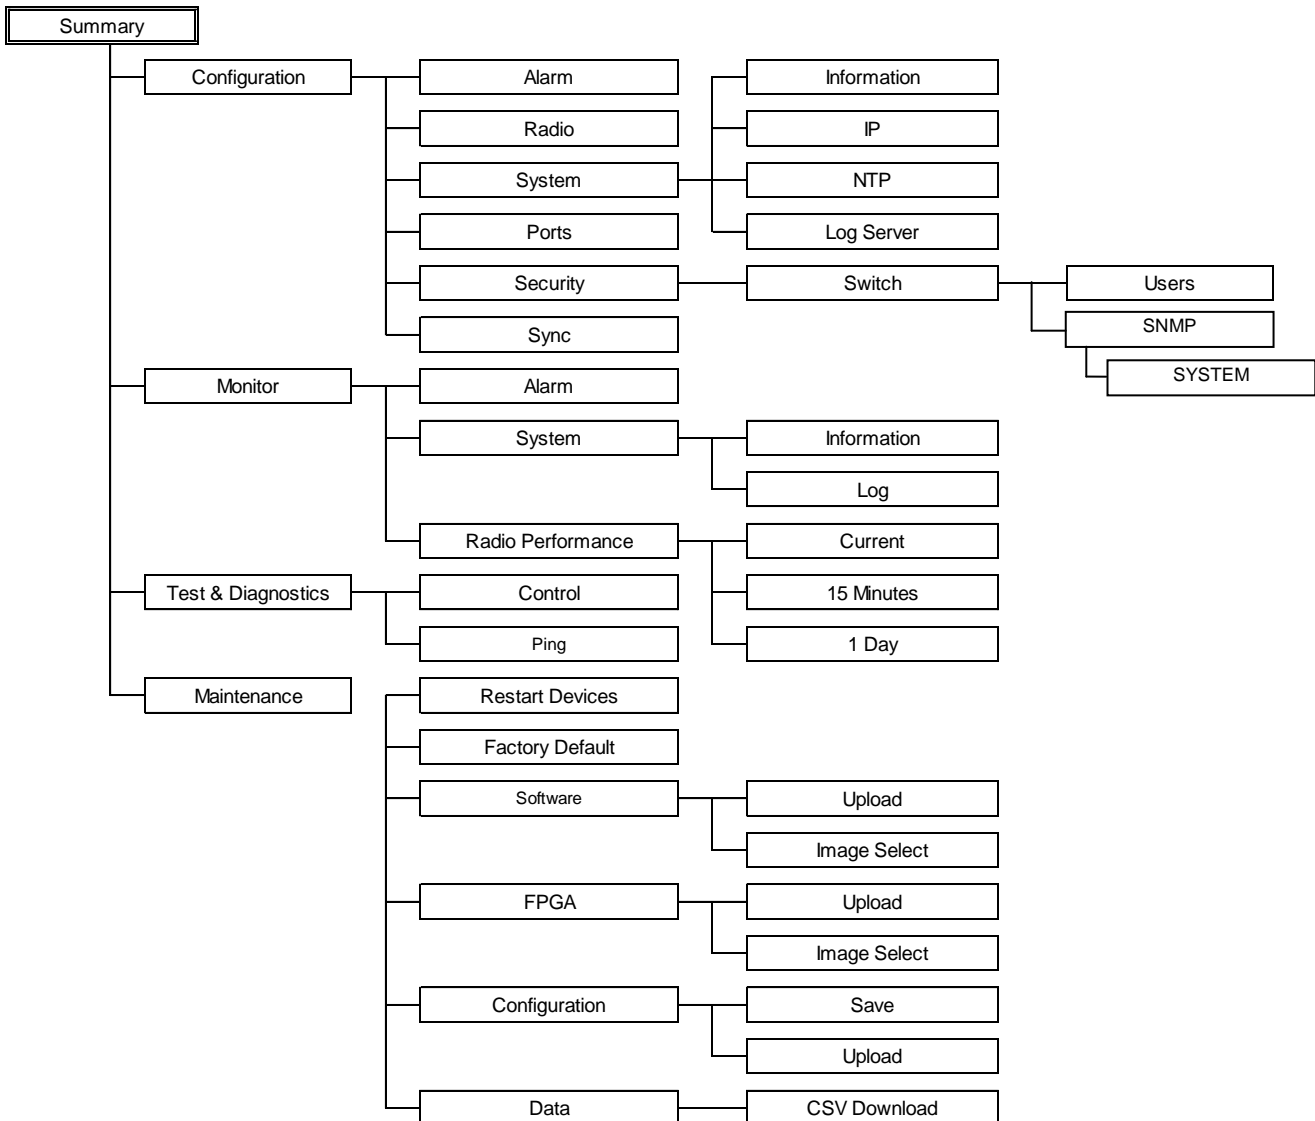 Summary
Configuration
Alarm
Information
Radio
IP
System
NTP
Ports
Log Server
Security
Switch
Users
Sync
SNMP
SYSTEM
Monitor
Alarm
System
Information
Log
Radio Performance
Current
Test & Diagnostics
Control
15 Minutes
Ping
1 Day
Maintenance
Restart Devices
Factory Default
Software
Upload
Image Select
FPGA
Upload
Image Select
Configuration
Save
Upload
Data
CSV Download